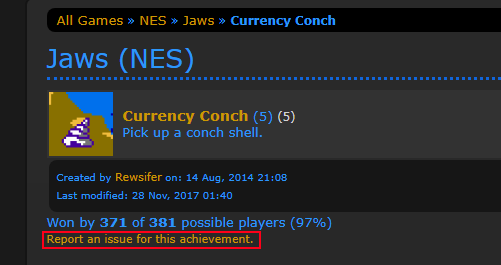 All Games » NES » Jaws » Currency Conch
Jaws (NES)
Currency Conch (5) (5)
Pick up a conch shell.
Created by Rewsifer on: 14 Aug, 2014 21:08
Last modified: 28 Nov, 2017 01:40
Won by 371 of 381 possible players (97%)
Report an issue for this achievement.